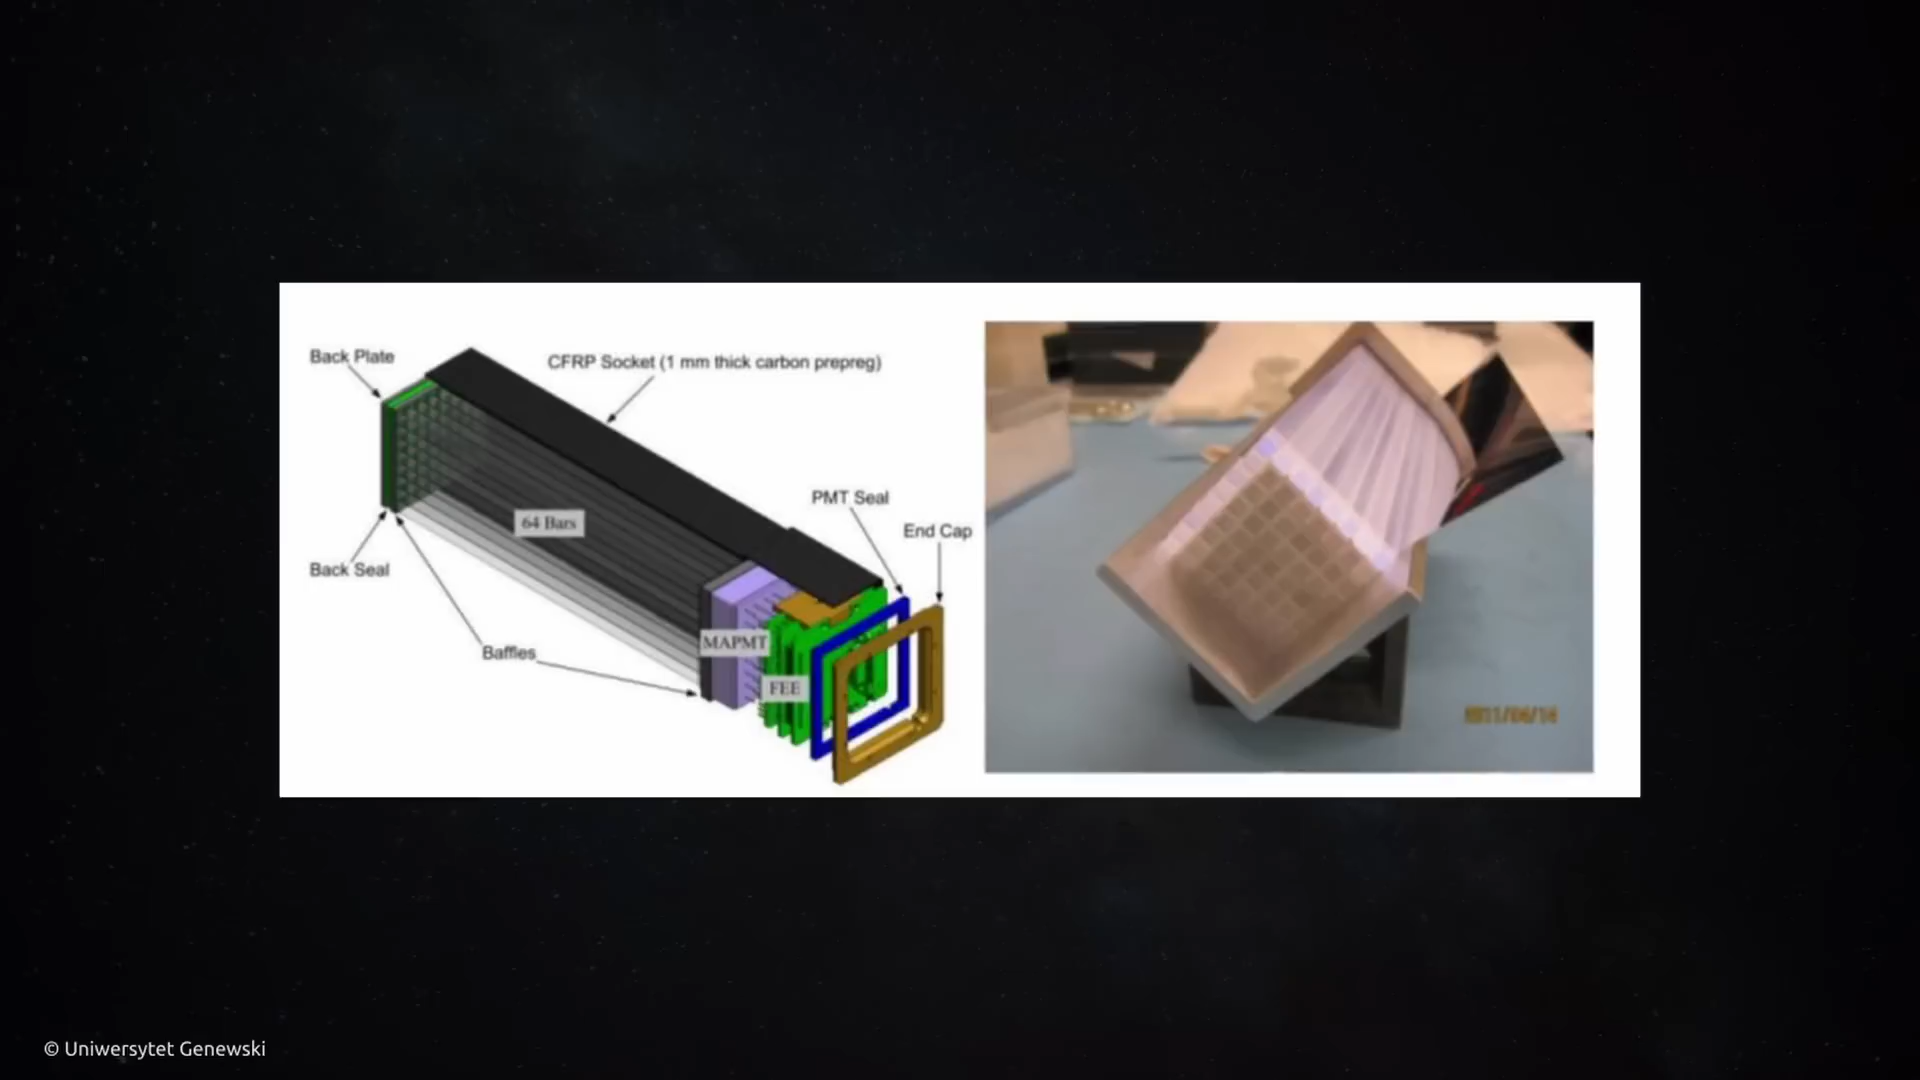 Back Plate
CFRP Socket (1 mm thick carbon prepreg)
PMT Seal
64 Bars
End Cap
Back Seal
MAPMT
Baffles
FEE
© Uniwersytet Genewski